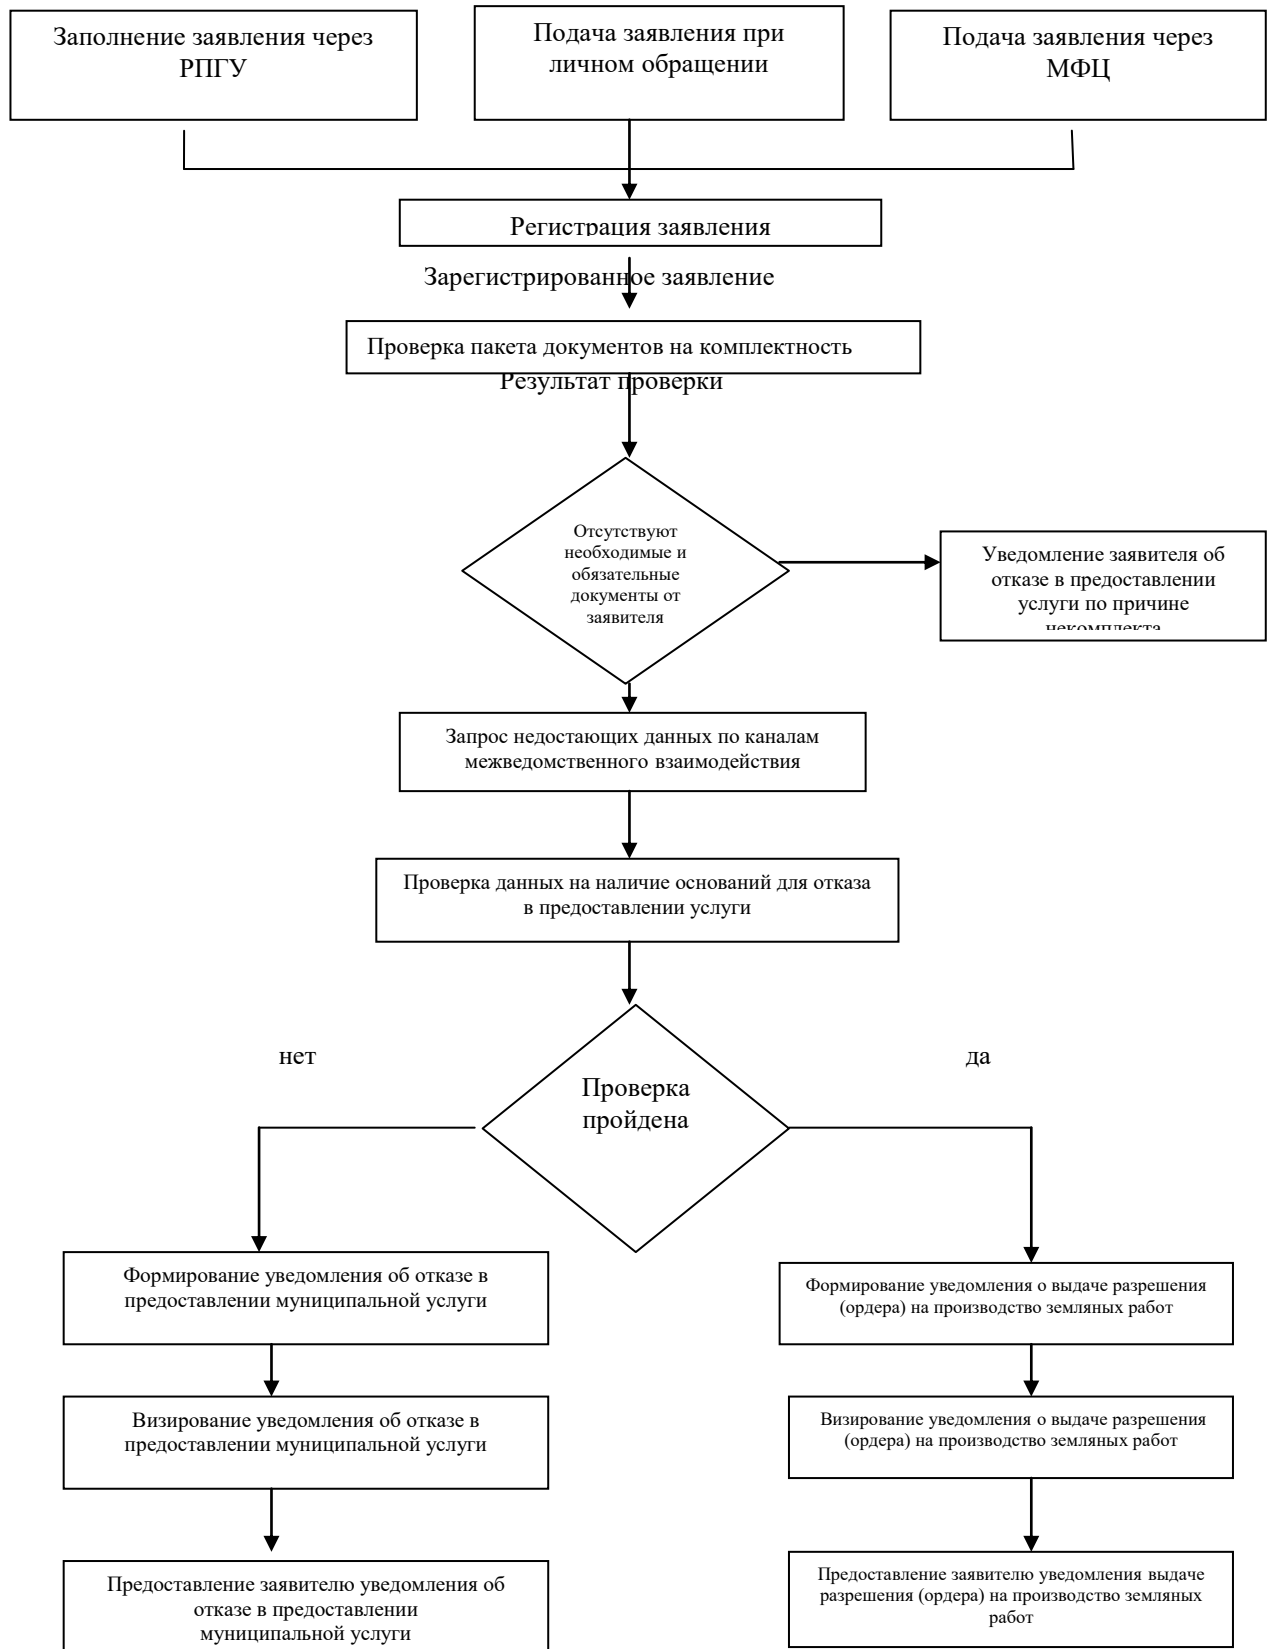 Заполнение заявления через
РПГУ
Подача заявления при
личном обращении
Подача заявления через
МФЦ
Регистрация заявления
Зарегистрированное заявление
Проверка пакета документов на комплектность
Результат проверки
Отсутствуют
необходимые и
обязательные
документы от
заявителя
Уведомление заявителя об
отказе в предоставлении
услуги по причине
некомплекта
Запрос недостающих данных по каналам
межведомственного взаимодействия
Проверка данных на наличие оснований для отказа
в предоставлении услуги
нет
да
Проверка
пройдена
Формирование уведомления об отказе в
предоставлении муниципальной услуги
Формирование уведомления о выдаче разрешения
(ордера) на производство земляных работ
Визирование уведомления об отказе в
предоставлении муниципальной услуги
Визирование уведомления о выдаче разрешения
(ордера) на производство земляных работ
Предоставление заявителю уведомления об
отказе в предоставлении
муниципальной услуги
Предоставление заявителю уведомления выдаче
разрешения (ордера) на производство земляных
работ